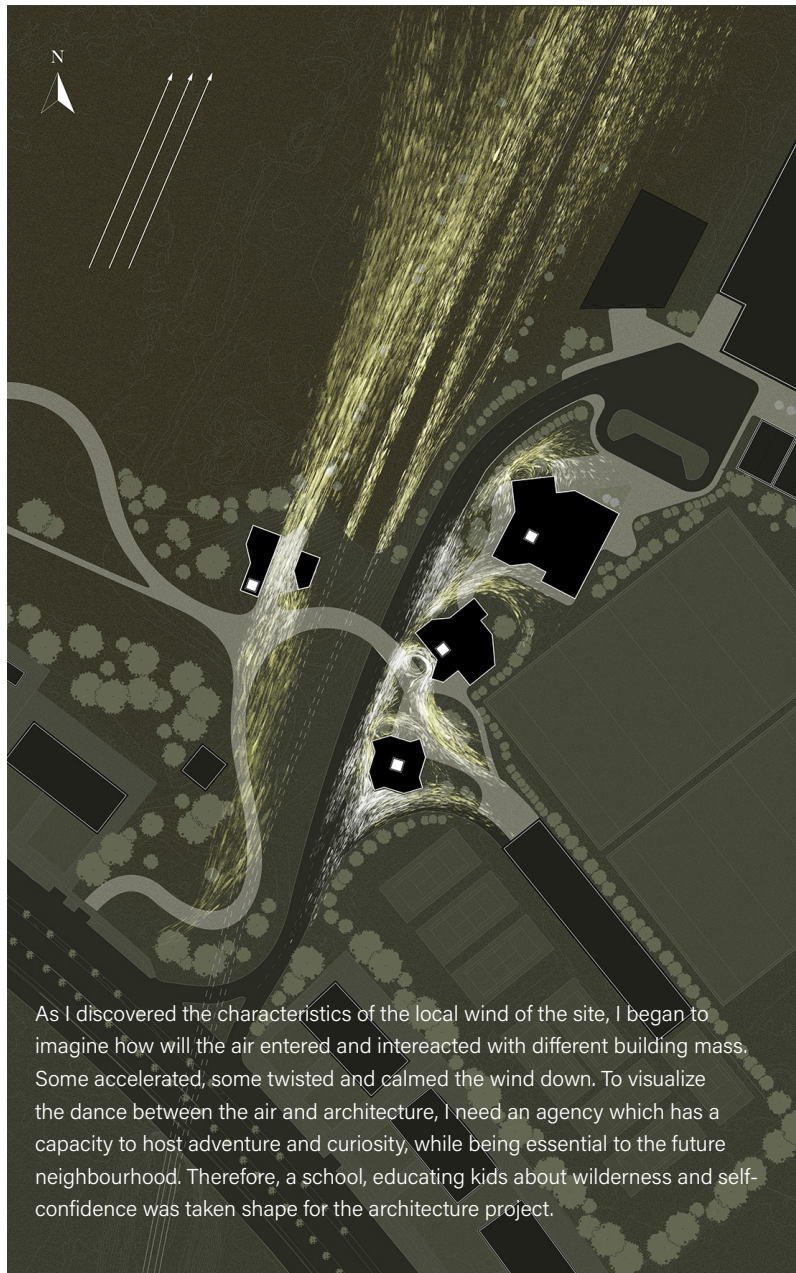 N
As I discovered the characteristics of the local wind of the site, I began to
imagine how will the air entered and intereacted with different building mass.
Some accelerated, some twisted and calmed the wind down. To visualize
the dance between the air and architecture, I need an agency which has a
capacity to host adventure and curiosity, while being essential to the future
neighbourhood. Therefore, a school, educating kids about wilderness and self-
confidence was taken shape for the architecture project.